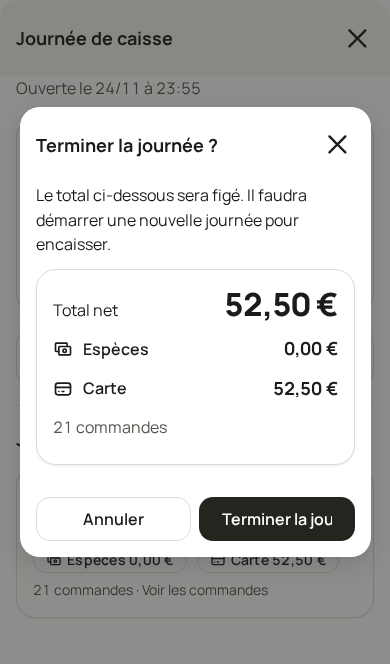 Journée de caisse
Ouverte le 24/11 à 23:55
Terminer la journée ?
Le total ci-dessous sera figé. Il faudra
démarrer une nouvelle journée pour
encaisser.
Total net 52,50 €
Espèces 0,00 €
Carte 52,50 €
21 commandes
Annuler Terminer la jou
Espèces 0,00 € Carte 52,50 €
21 commandes · Voir les commandes